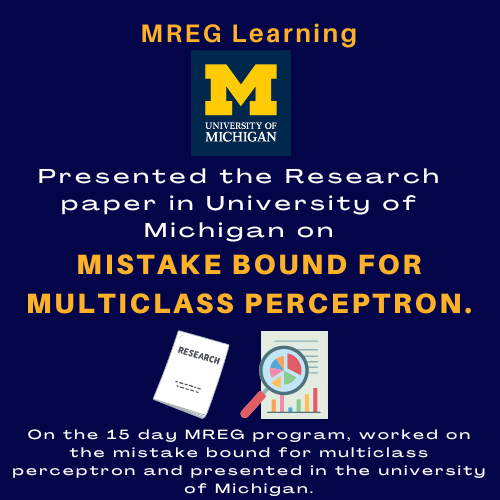 MREG Learning
M
UNIVERSITY OF
MICHIGAN
Presented the Research
paper in University of
Michigan on
MISTAKE BOUND FOR
MULTICLASS PERCEPTRON.
RESEARCH
On the 15 day MREG program, worked on
the mistake bound for multiclass
perceptron and presented in the university
of Michigan.